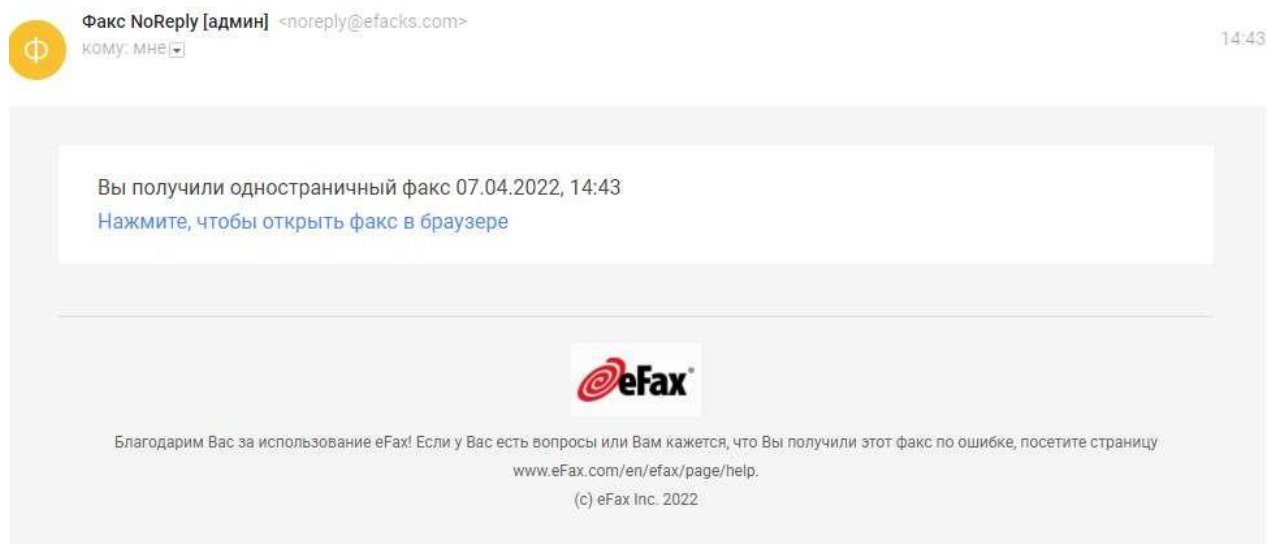 Факс NoReply [админ] <noreply@efacks.com>
кому: мне
14:43
Ф
Вы получили одностраничный факс 07.04.2022, 14:43
Нажмите, чтобы открыть факс в браузере
eFax®
Благодарим Вас за использование eFax! Если у Вас есть вопросы или Вам кажется, что Вы получили этот факс по ошибке, посетите страницу
www.eFax.com/en/efax/page/help.
(c) eFax Inc. 2022